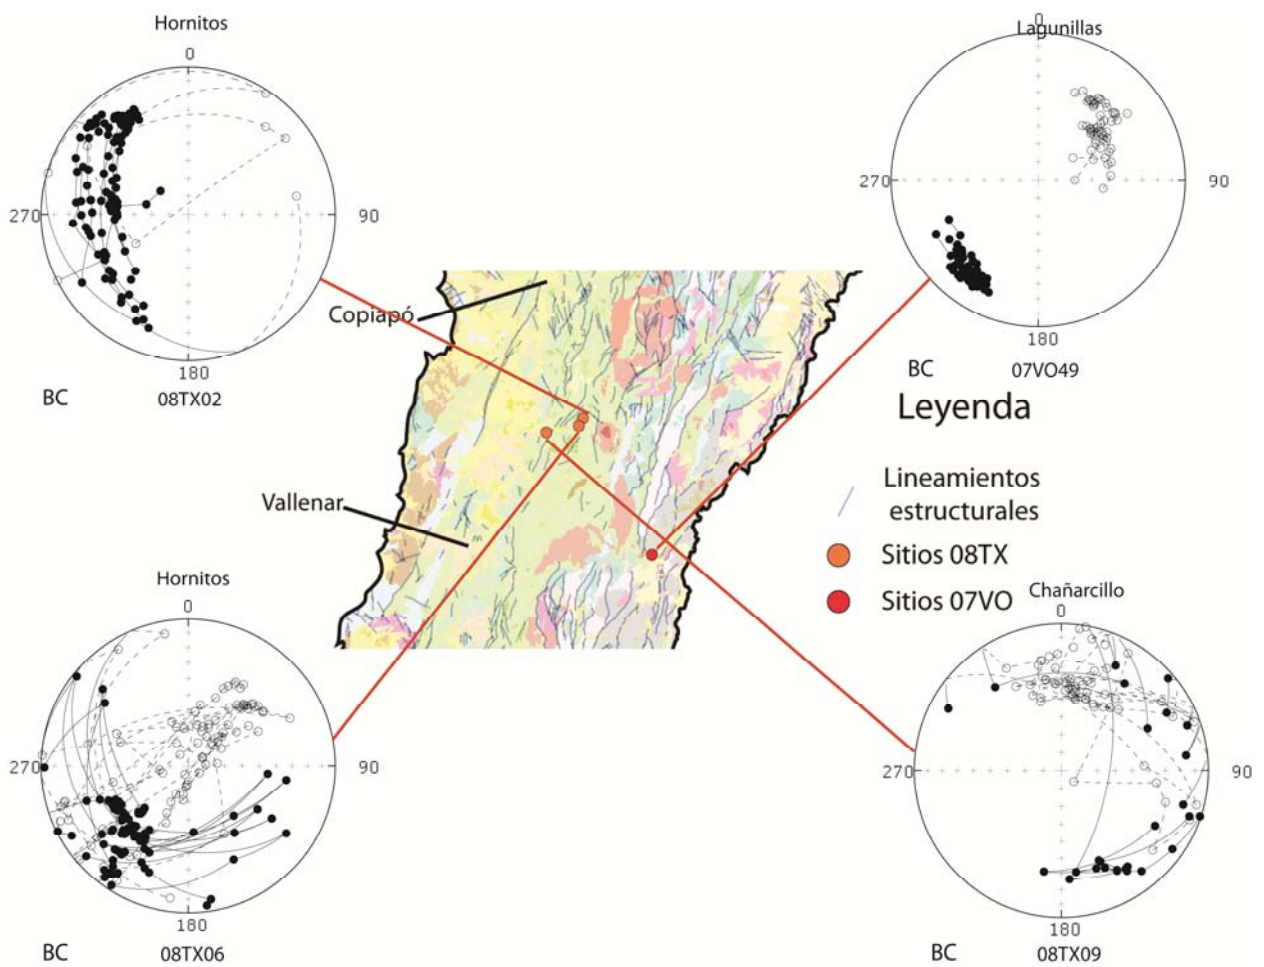 Hornitos
0
270
90
180
BC
08TX02
Lagunillas
0
270
90
180
BC
07VO49
Copiapó
Vallenar
Leyenda
Lineamientos
estructurales
Sitios 08TX
Sitios 07VO
Hornitos
0
270
90
180
BC
08TX06
Chañarcillo
0
270
90
180
BC
08TX09